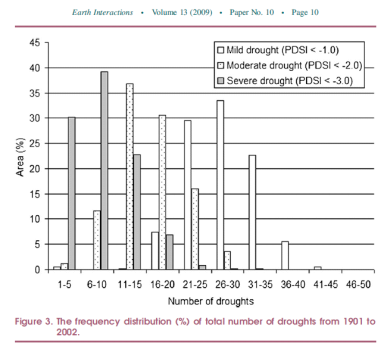 Earth Interactions • Volume 13 (2009) • Paper No. 10 • Page 10
45
40
35
30
25
20
15
10
5
0
Area (%)
Mild drought (PDSI < -1.0)
Moderate drought (PDSI < -2.0)
Severe drought (PDSI < -3.0)
1-5 6-10 11-15 16-20 21-25 26-30 31-35 36-40 41-45 46-50
Number of droughts
Figure 3. The frequency distribution (%) of total number of droughts from 1901 to
2002.